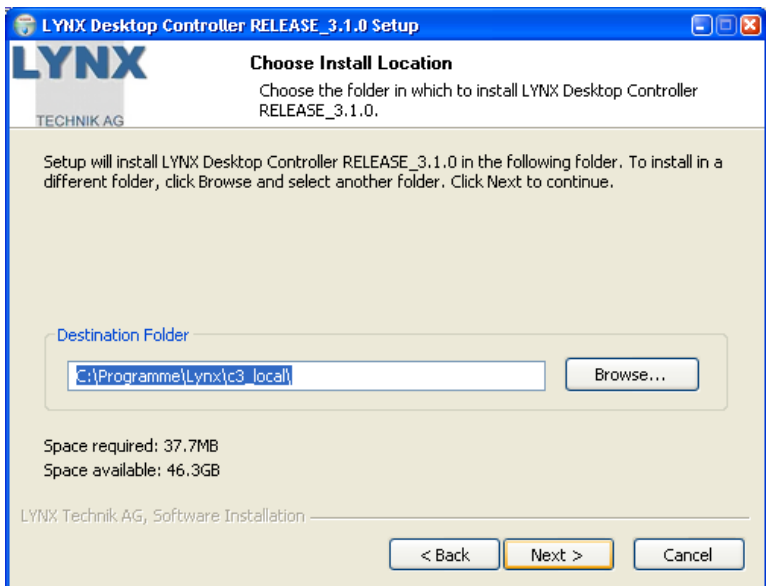 LYNX Desktop Controller RELEASE_3.1.0 Setup
LYNX
TECHNIK AG
Choose Install Location
Choose the folder in which to install LYNX Desktop Controller
RELEASE_3.1.0.
Setup will install LYNX Desktop Controller RELEASE_3.1.0 in the following folder. To install in a
different folder, click Browse and select another folder. Click Next to continue.
Destination Folder
C:\Programme\Lynx\c3_local\
Browse...
Space required: 37.7MB
Space available: 46.3GB
LYNX Technik AG, Software Installation
< Back
Next >
Cancel